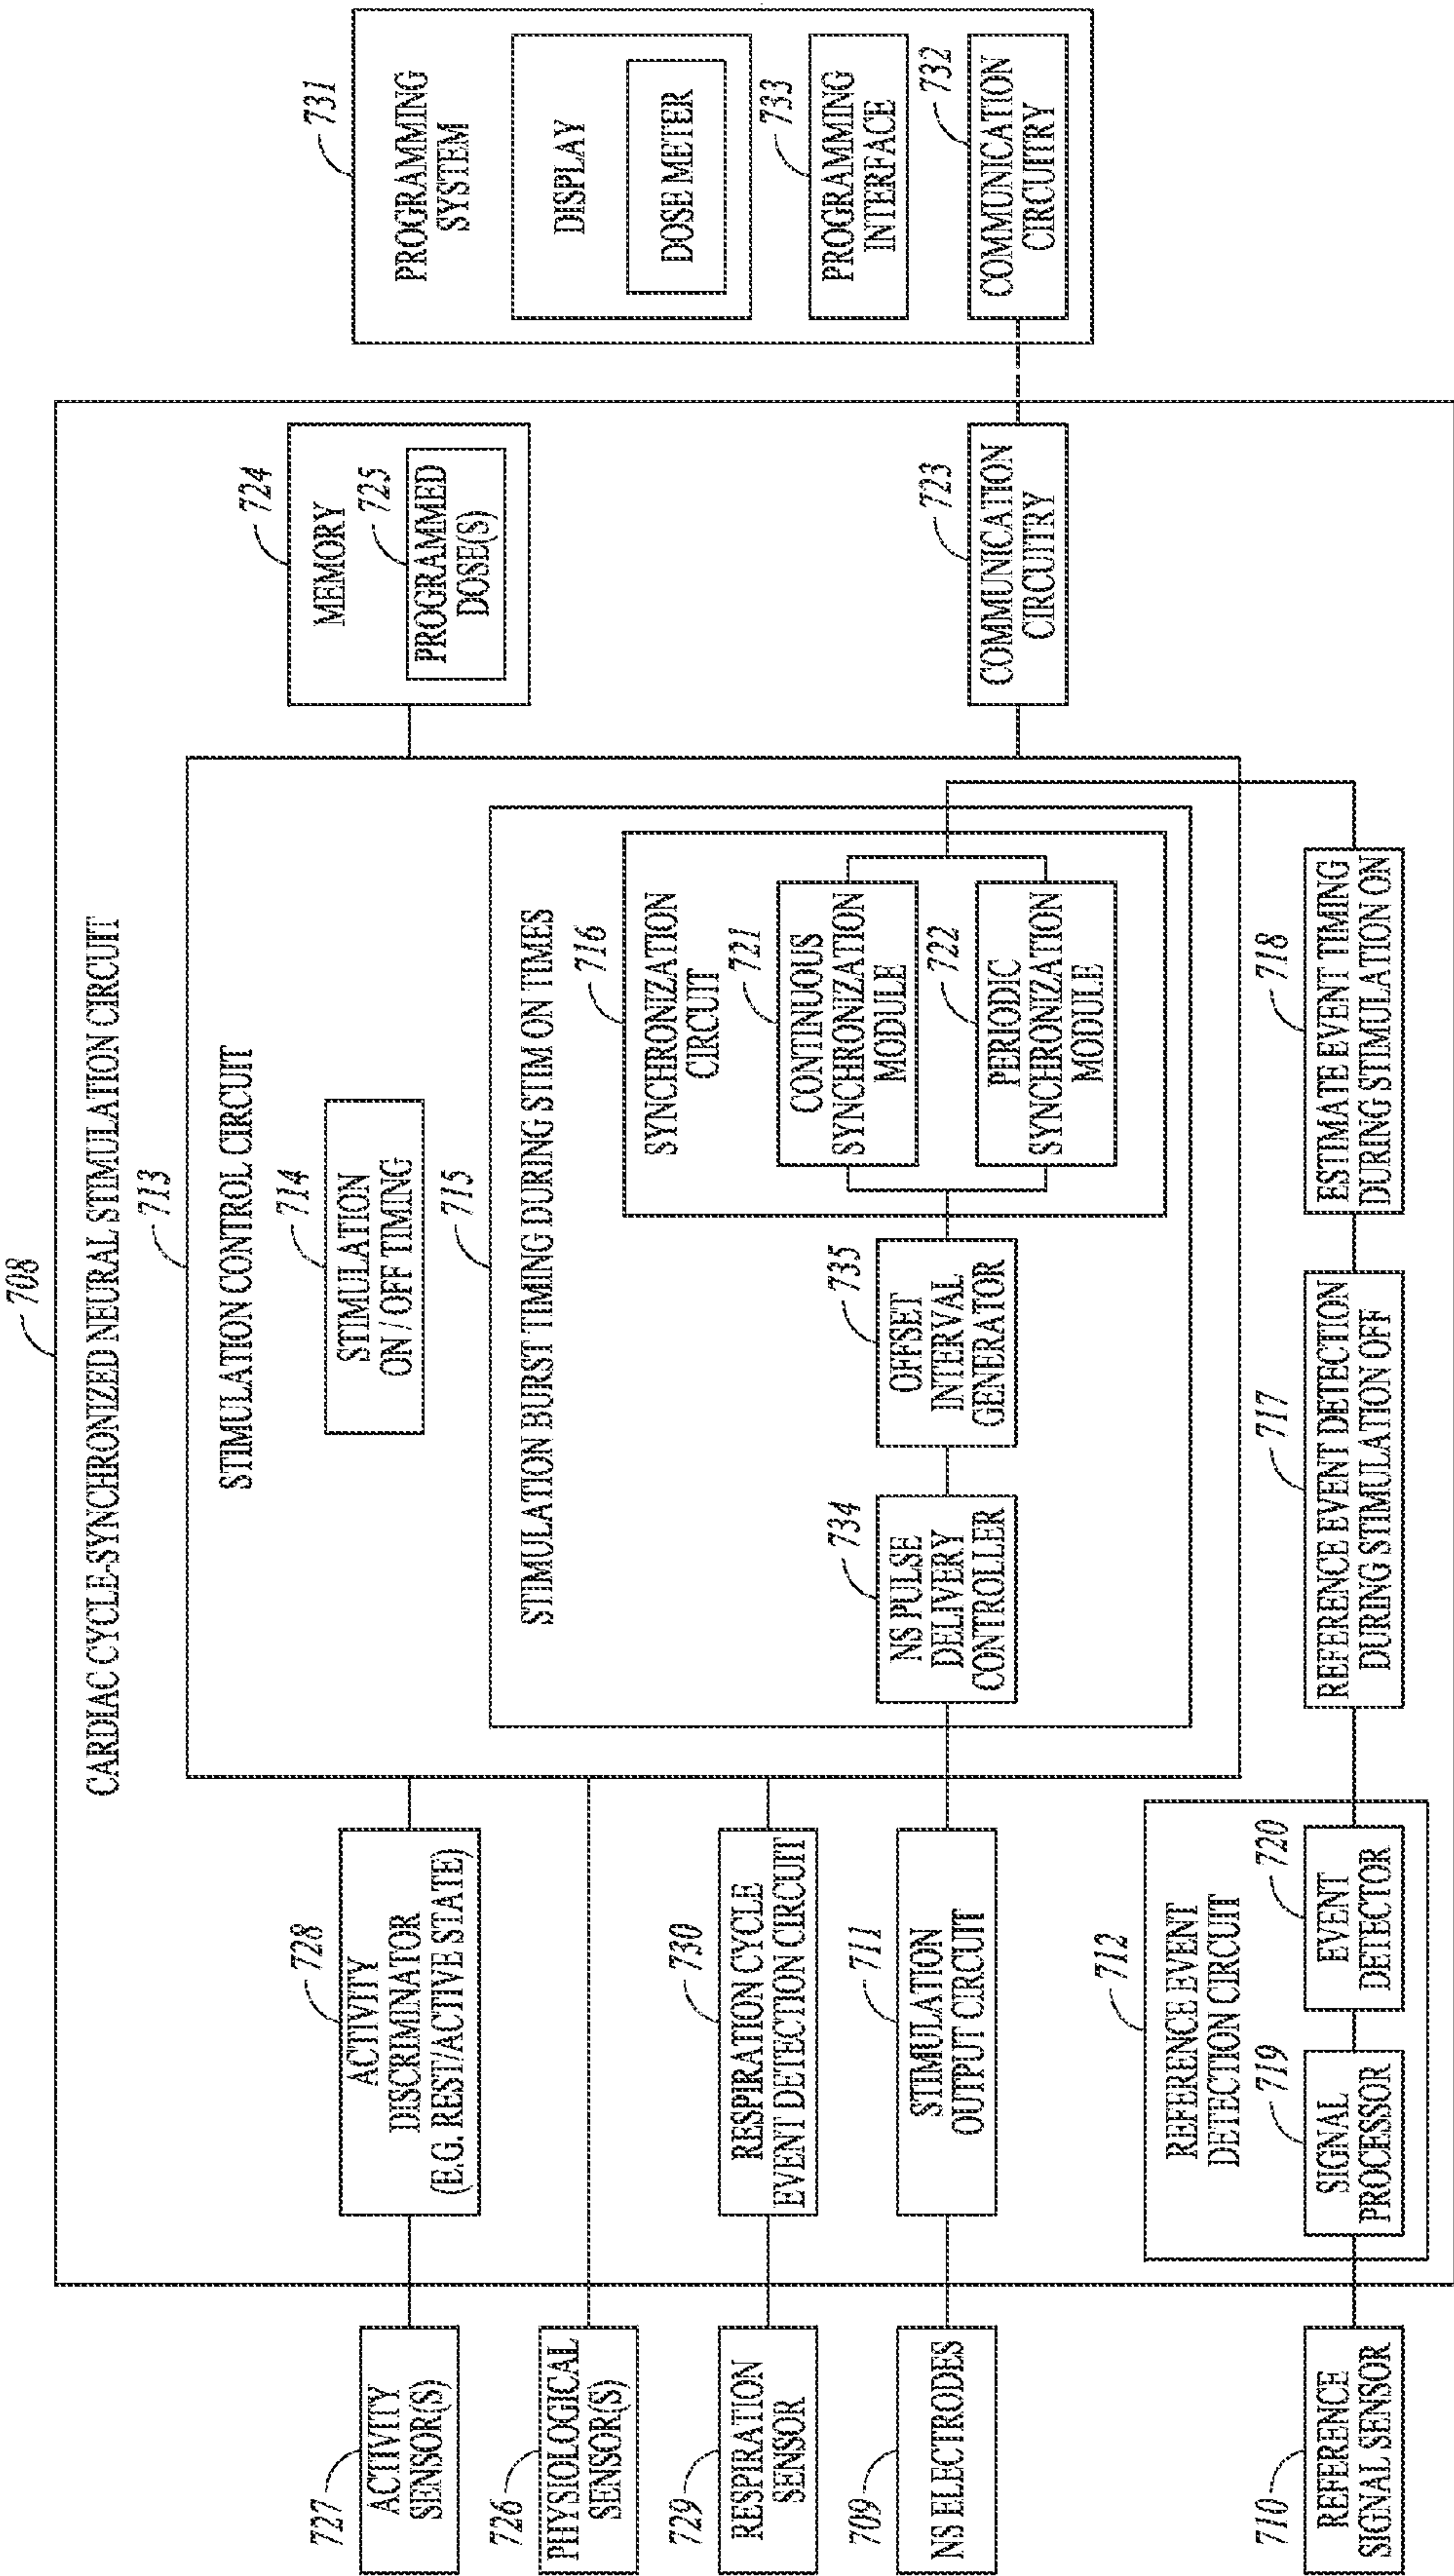 708
CARDIAC CYCLE-SYNCHRONIZED NEURAL STIMULATION CIRCUIT
727
ACTIVITY
SENSOR(S)
726
PHYSIOLOGICAL
SENSOR(S)
729
RESPIRATION
SENSOR
709
NS ELECTRODES
710
REFERENCE
SIGNAL SENSOR
728
ACTIVITY
DISCRIMINATOR
(E.G. REST/ACTIVE STATE)
730
RESPIRATION CYCLE
EVENT DETECTION CIRCUIT
711
STIMULATION
OUTPUT CIRCUIT
712
REFERENCE EVENT
DETECTION CIRCUIT
719
SIGNAL
PROCESSOR
720
EVENT
DETECTOR
713
STIMULATION CONTROL CIRCUIT
714
STIMULATION
ON / OFF TIMING
715
STIMULATION BURST TIMING DURING STIM ON TIMES
734
NS PULSE
DELIVERY
CONTROLLER
735
OFFSET
INTERVAL
GENERATOR
716
SYNCHRONIZATION
CIRCUIT
721
CONTINUOUS
SYNCHRONIZATION
MODULE
722
PERIODIC
SYNCHRONIZATION
MODULE
717
REFERENCE EVENT DETECTION
DURING STIMULATION OFF
718
ESTIMATE EVENT TIMING
DURING STIMULATION ON
724
MEMORY
725
PROGRAMMED
DOSE(S)
723
COMMUNICATION
CIRCUITRY
731
PROGRAMMING
SYSTEM
DISPLAY
DOSE METER
733
PROGRAMMING
INTERFACE
732
COMMUNICATION
CIRCUITRY